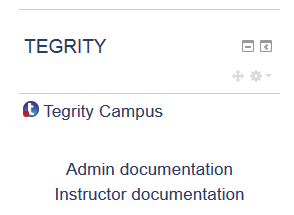 TEGRITY
Tegrity Campus
Admin documentation
Instructor documentation